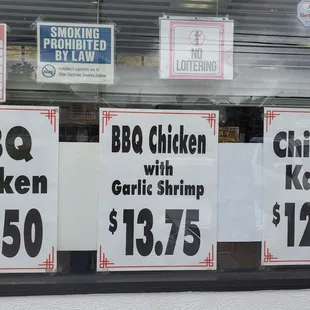 SMOKING
PROHIBITED BY
LAW
NO
LOITERING
BBQ Chicken
with
Garlic Shrimp
$13.75
BQ
ken
50
Chi
Ka
$12